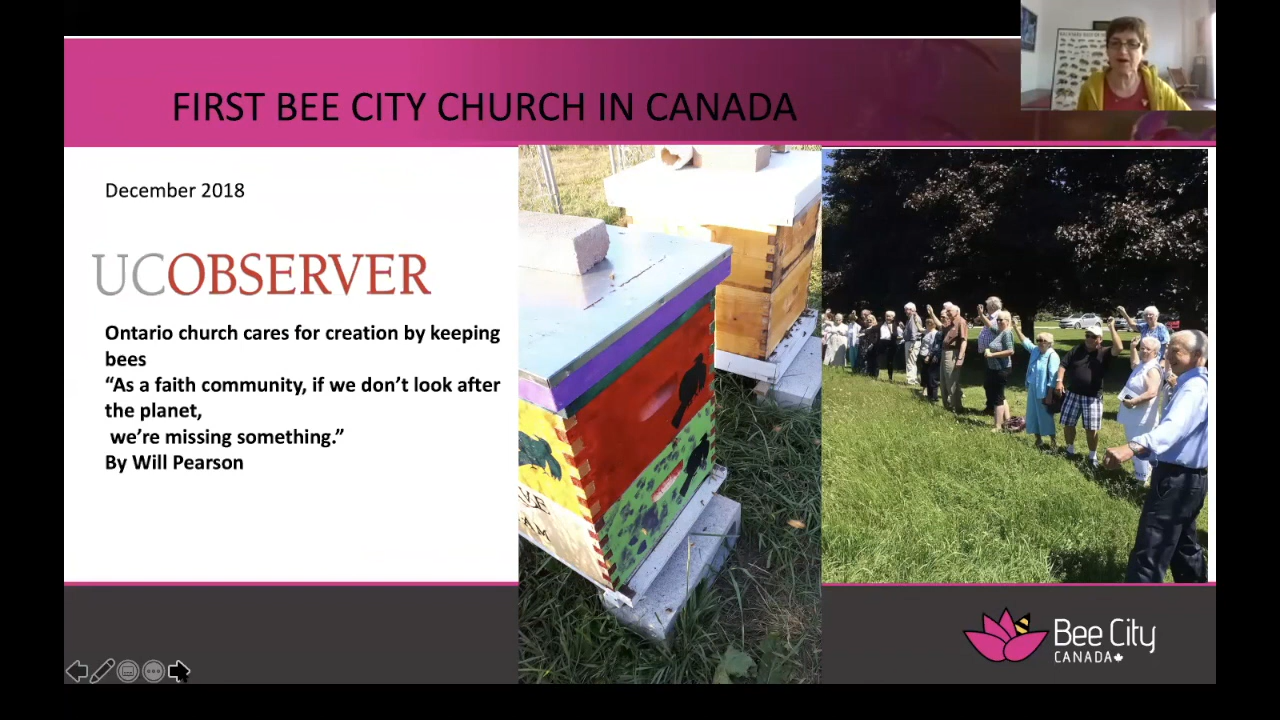 FIRST BEE CITY CHURCH IN CANADA
December 2018
UCOBSERVER
Ontario church cares for creation by keeping
bees
“As a faith community, if we don’t look after
the planet,
we’re missing something.”
By Will Pearson
Bee City
CANADA